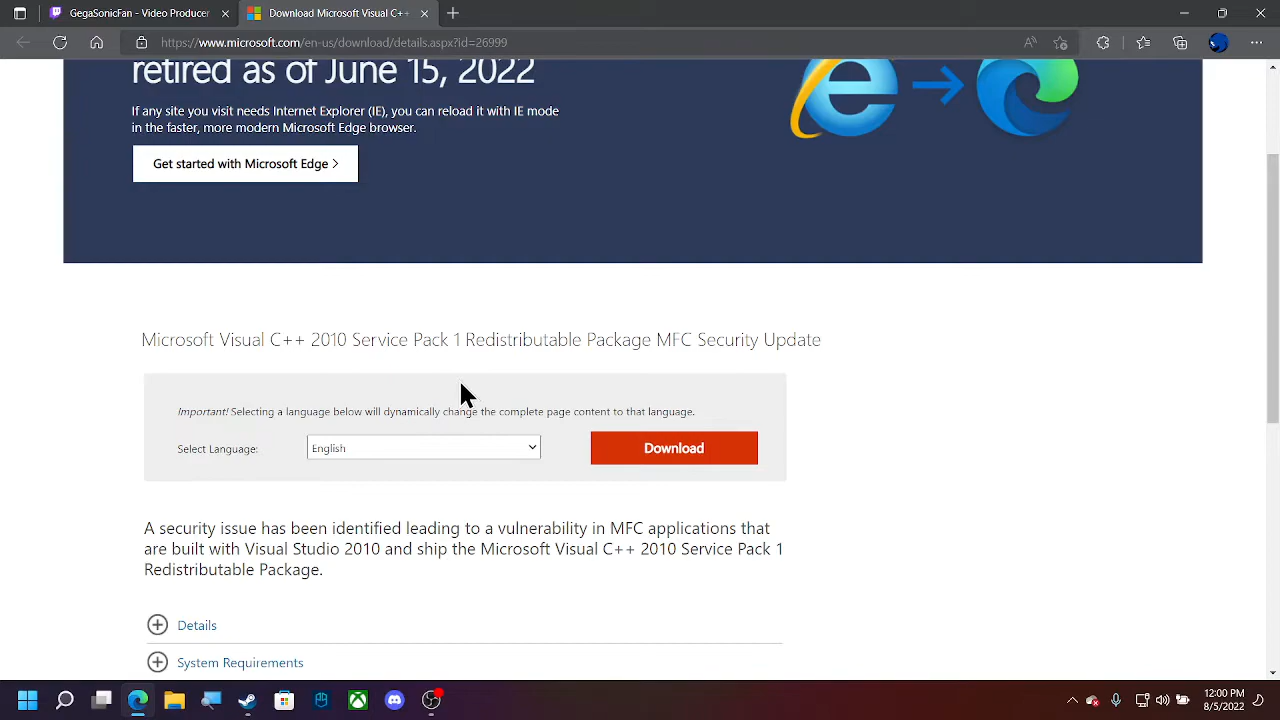 GegaSonicFan - Video Producer
Download Microsoft Visual C++
https://www.microsoft.com/en-us/download/details.aspx?id=26999
retired as of June 15, 2022
If any site you visit needs Internet Explorer (IE), you can reload it with IE mode
in the faster, more modern Microsoft Edge browser.
Get started with Microsoft Edge >
Microsoft Visual C++ 2010 Service Pack 1 Redistributable Package MFC Security Update
Important! Selecting a language below will dynamically change the complete page content to that language.
Select Language:
English
Download
A security issue has been identified leading to a vulnerability in MFC applications that
are built with Visual Studio 2010 and ship the Microsoft Visual C++ 2010 Service Pack 1
Redistributable Package.
Details
System Requirements
12:00 PM
8/5/2022